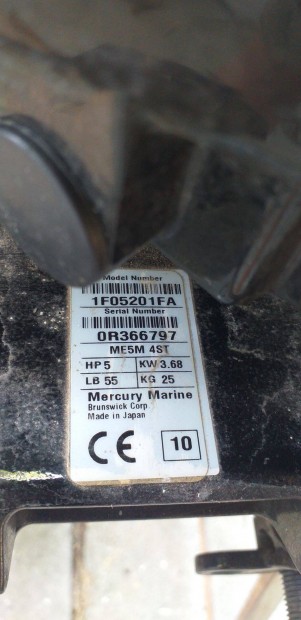 Model Number
1F05201FA
Serial Number
0R366797
ME5M 4ST
HP 5 KW 3.68
LB 55 KG 25
Mercury Marine
Brunswick Corp.
Made in Japan
CE 10